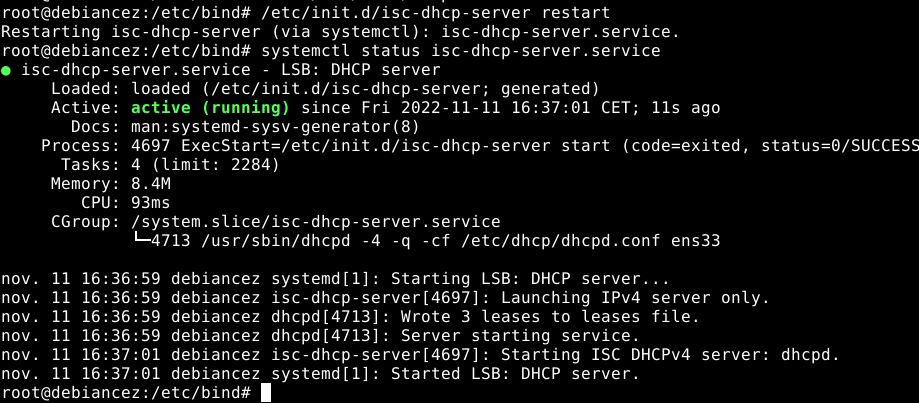 root@debiancez:/etc/bind# /etc/init.d/isc-dhcp-server restart
Restarting isc-dhcp-server (via systemctl): isc-dhcp-server.service.
root@debiancez:/etc/bind# systemctl status isc-dhcp-server.service
● isc-dhcp-server.service - LSB: DHCP server
     Loaded: loaded (/etc/init.d/isc-dhcp-server; generated)
     Active: active (running) since Fri 2022-11-11 16:37:01 CET; 11s ago
       Docs: man:systemd-sysv-generator(8)
    Process: 4697 ExecStart=/etc/init.d/isc-dhcp-server start (code=exited, status=0/SUCCESS
      Tasks: 4 (limit: 2284)
     Memory: 8.4M
        CPU: 93ms
     CGroup: /system.slice/isc-dhcp-server.service
             └─4713 /usr/sbin/dhcpd -4 -q -cf /etc/dhcp/dhcpd.conf ens33
nov. 11 16:36:59 debiancez systemd[1]: Starting LSB: DHCP server...
nov. 11 16:36:59 debiancez isc-dhcp-server[4697]: Launching IPv4 server only.
nov. 11 16:36:59 debiancez dhcpd[4713]: Wrote 3 leases to leases file.
nov. 11 16:36:59 debiancez dhcpd[4713]: Server starting service.
nov. 11 16:37:01 debiancez isc-dhcp-server[4697]: Starting ISC DHCPv4 server: dhcpd.
nov. 11 16:37:01 debiancez systemd[1]: Started LSB: DHCP server.
root@debiancez:/etc/bind#